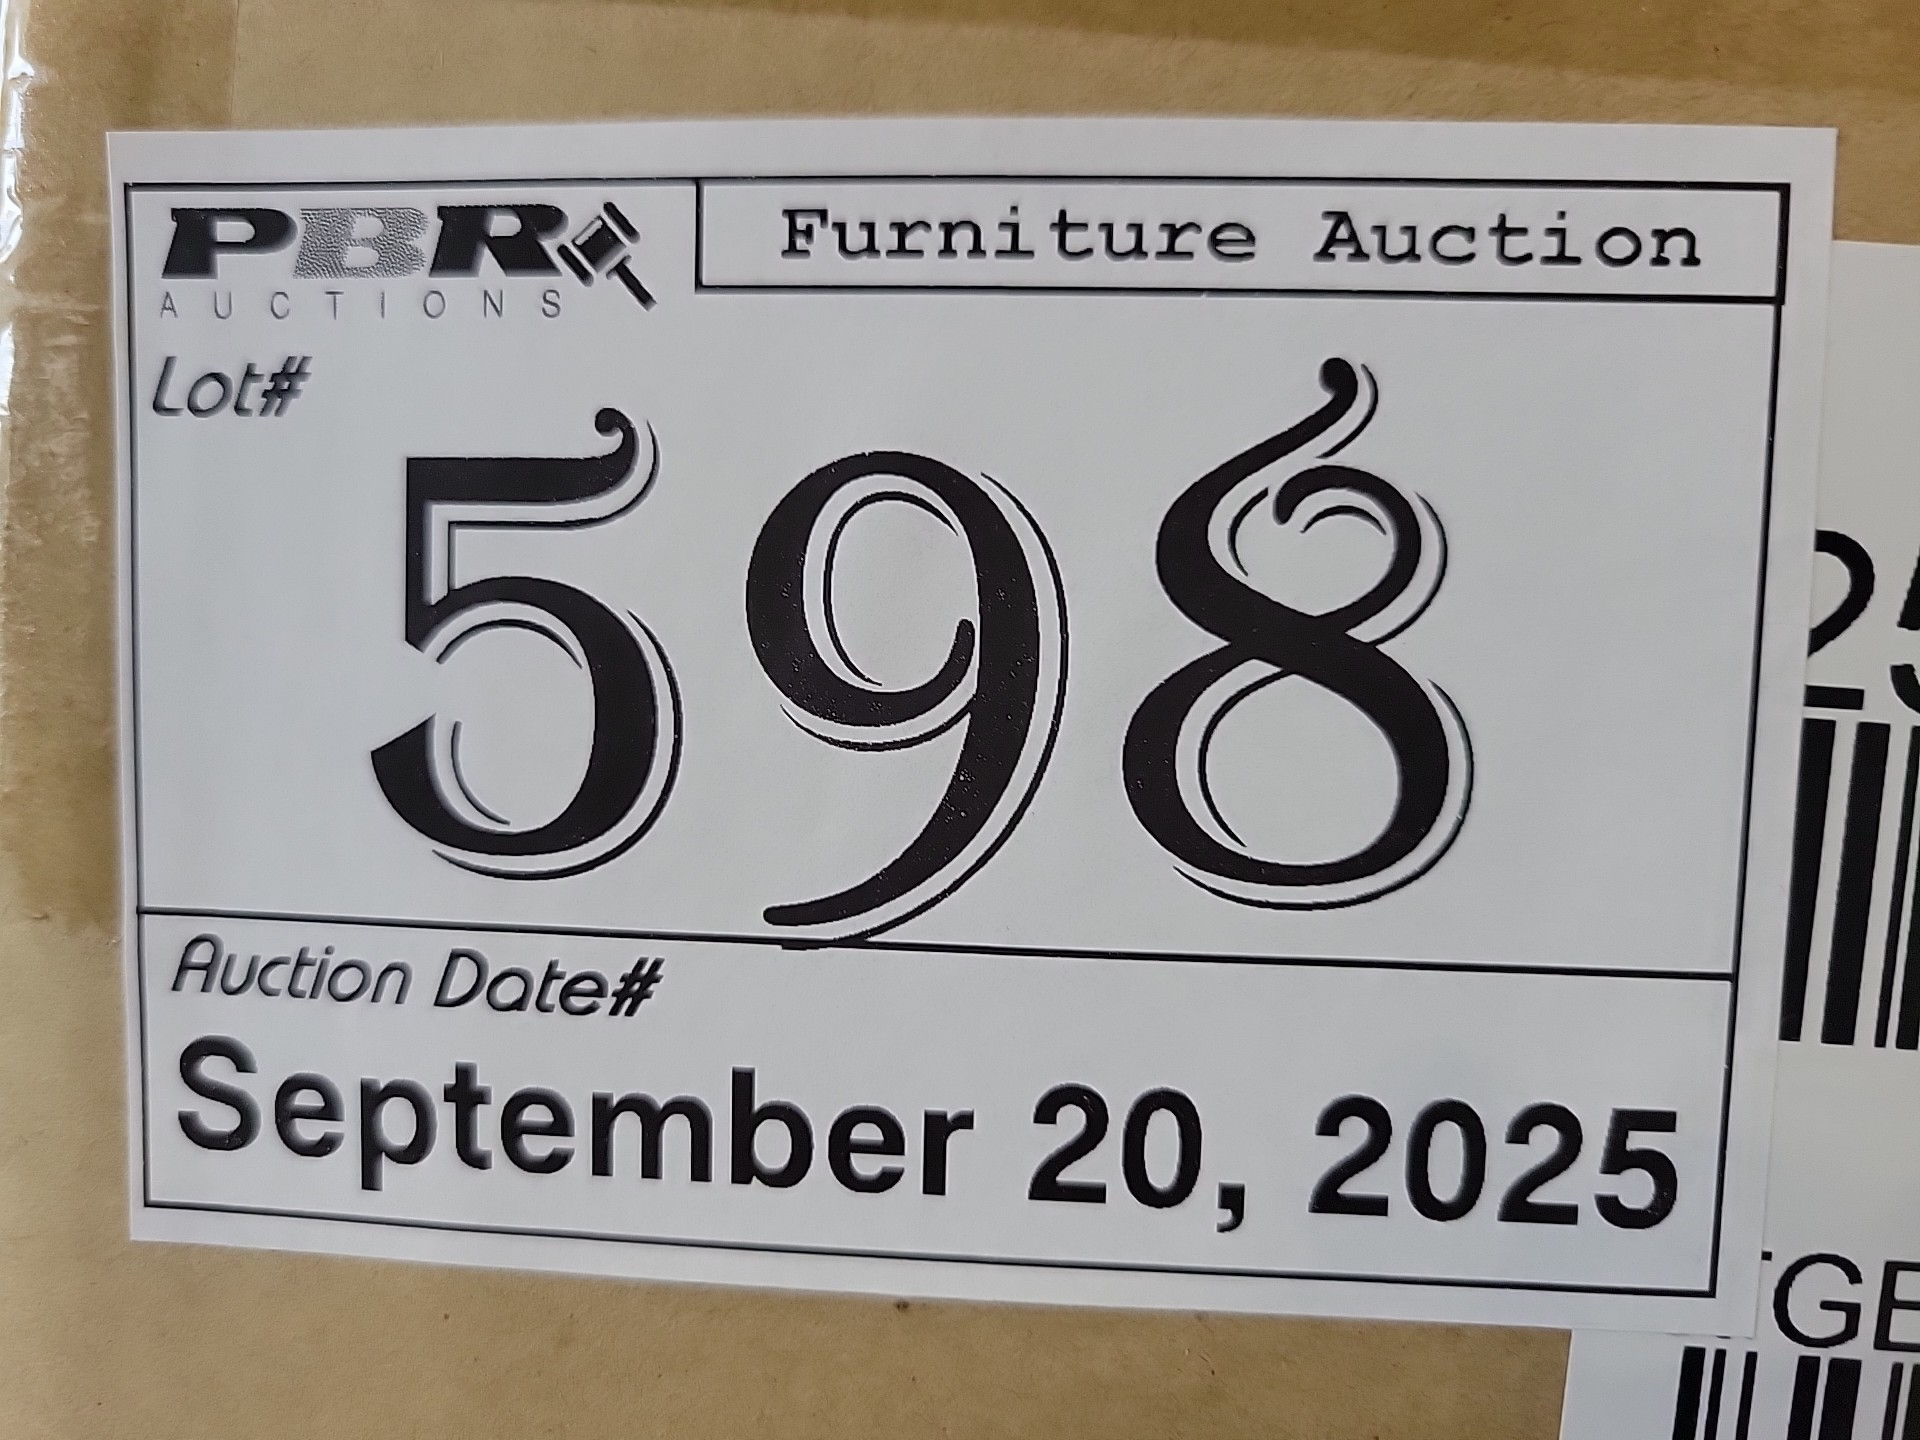 PBR
AUCTIONS
Furniture Auction
Lot#
598
Auction Date#
September 20, 2025